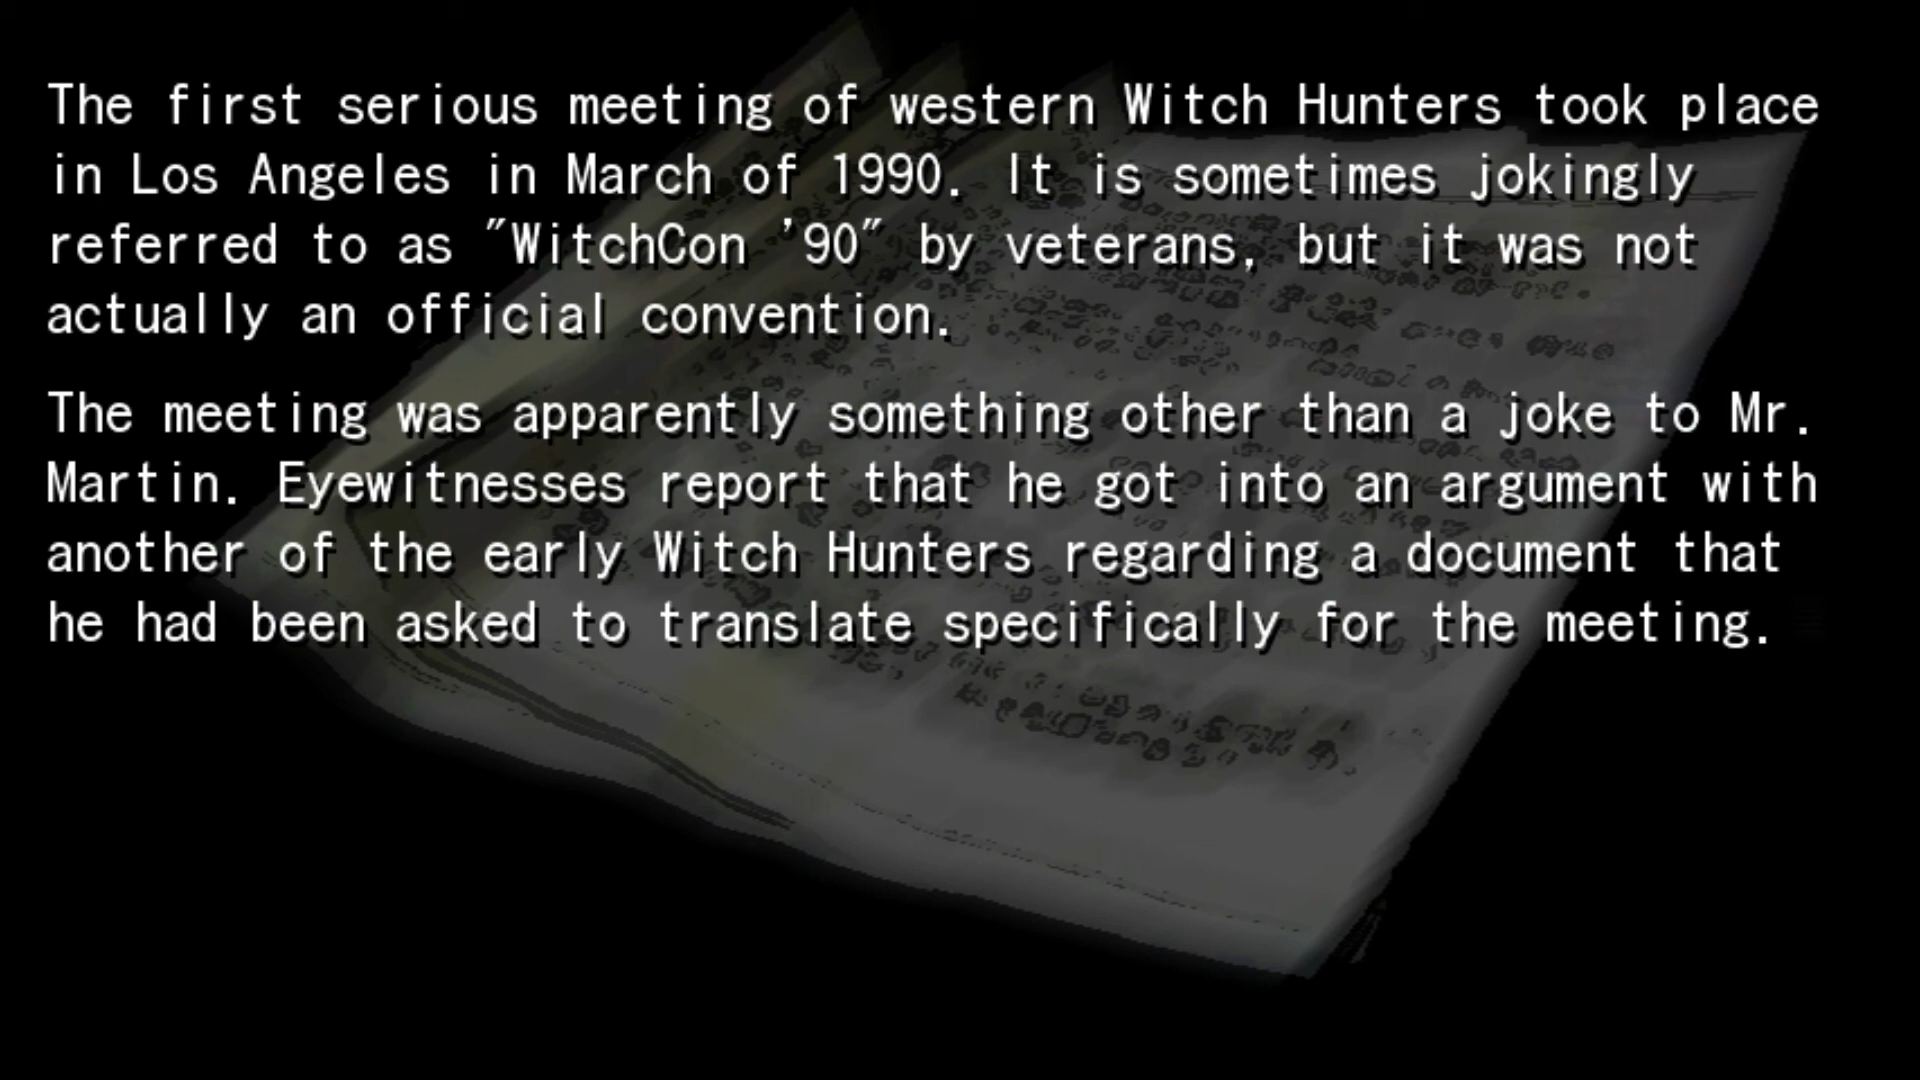 The first serious meeting of western Witch Hunters took place
in Los Angeles in March of 1990. It is sometimes jokingly
referred to as "WitchCon '90" by veterans, but it was not
actually an official convention.
The meeting was apparently something other than a joke to Mr.
Martin. Eyewitnesses report that he got into an argument with
another of the early Witch Hunters regarding a document that
he had been asked to translate specifically for the meeting.